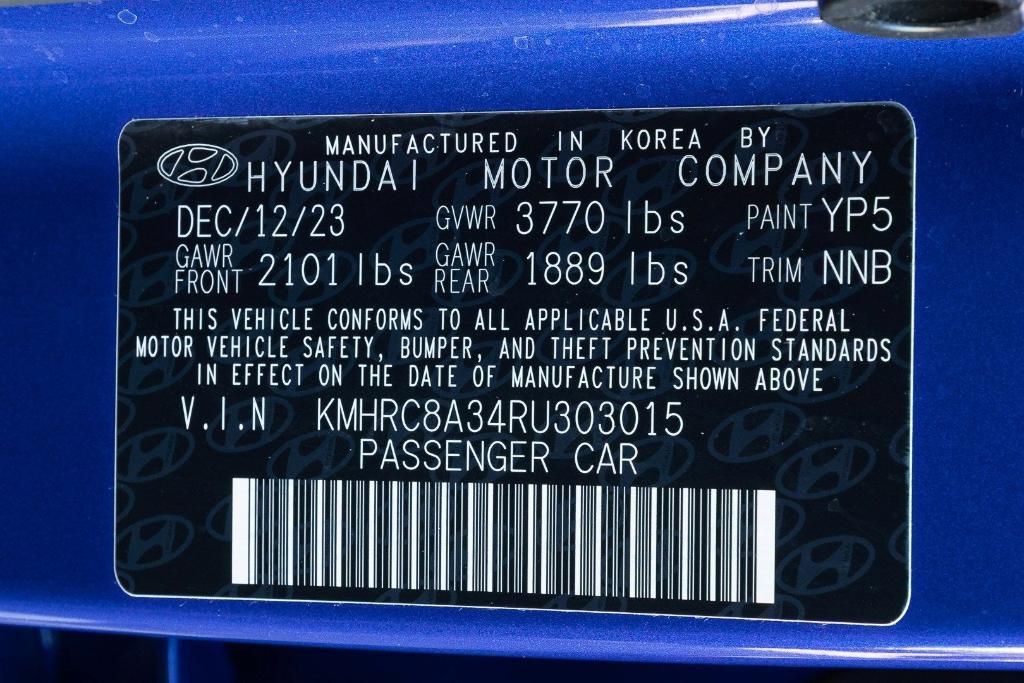 MANUFACTURED IN KOREA BY
HYUNDAI MOTOR COMPANY
DEC/12/23 GVWR 3770 lbs PAINT YP5
GAWR FRONT 2101 lbs GAWR REAR 1889 lbs TRIM NNB
THIS VEHICLE CONFORMS TO ALL APPLICABLE U.S.A. FEDERAL
MOTOR VEHICLE SAFETY, BUMPER, AND THEFT PREVENTION STANDARDS
IN EFFECT ON THE DATE OF MANUFACTURE SHOWN ABOVE
V.I.N KMHRC8A34RU303015
PASSENGER CAR